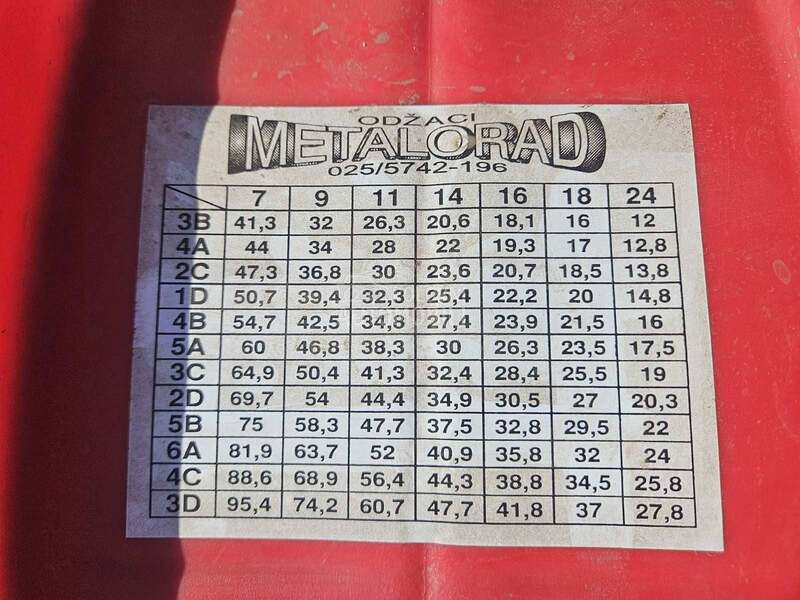 ODŽACI
METALORAD
025/5742-196
7 9 11 14 16 18 24
3B 41,3 32 26,3 20,6 18,1 16 12
4A 44 34 28 22 19,3 17 12,8
2C 47,3 36,8 30 23,6 20,7 18,5 13,8
1D 50,7 39,4 32,3 25,4 22,2 20 14,8
4B 54,7 42,5 34,8 27,4 23,9 21,5 16
5A 60 46,8 38,3 30 26,3 23,5 17,5
3C 64,9 50,4 41,3 32,4 28,4 25,5 19
2D 69,7 54 44,4 34,9 30,5 27 20,3
5B 75 58,3 47,7 37,5 32,8 29,5 22
6A 81,9 63,7 52 40,9 35,8 32 24
4C 88,6 68,9 56,4 44,3 38,8 34,5 25,8
3D 95,4 74,2 60,7 47,7 41,8 37 27,8